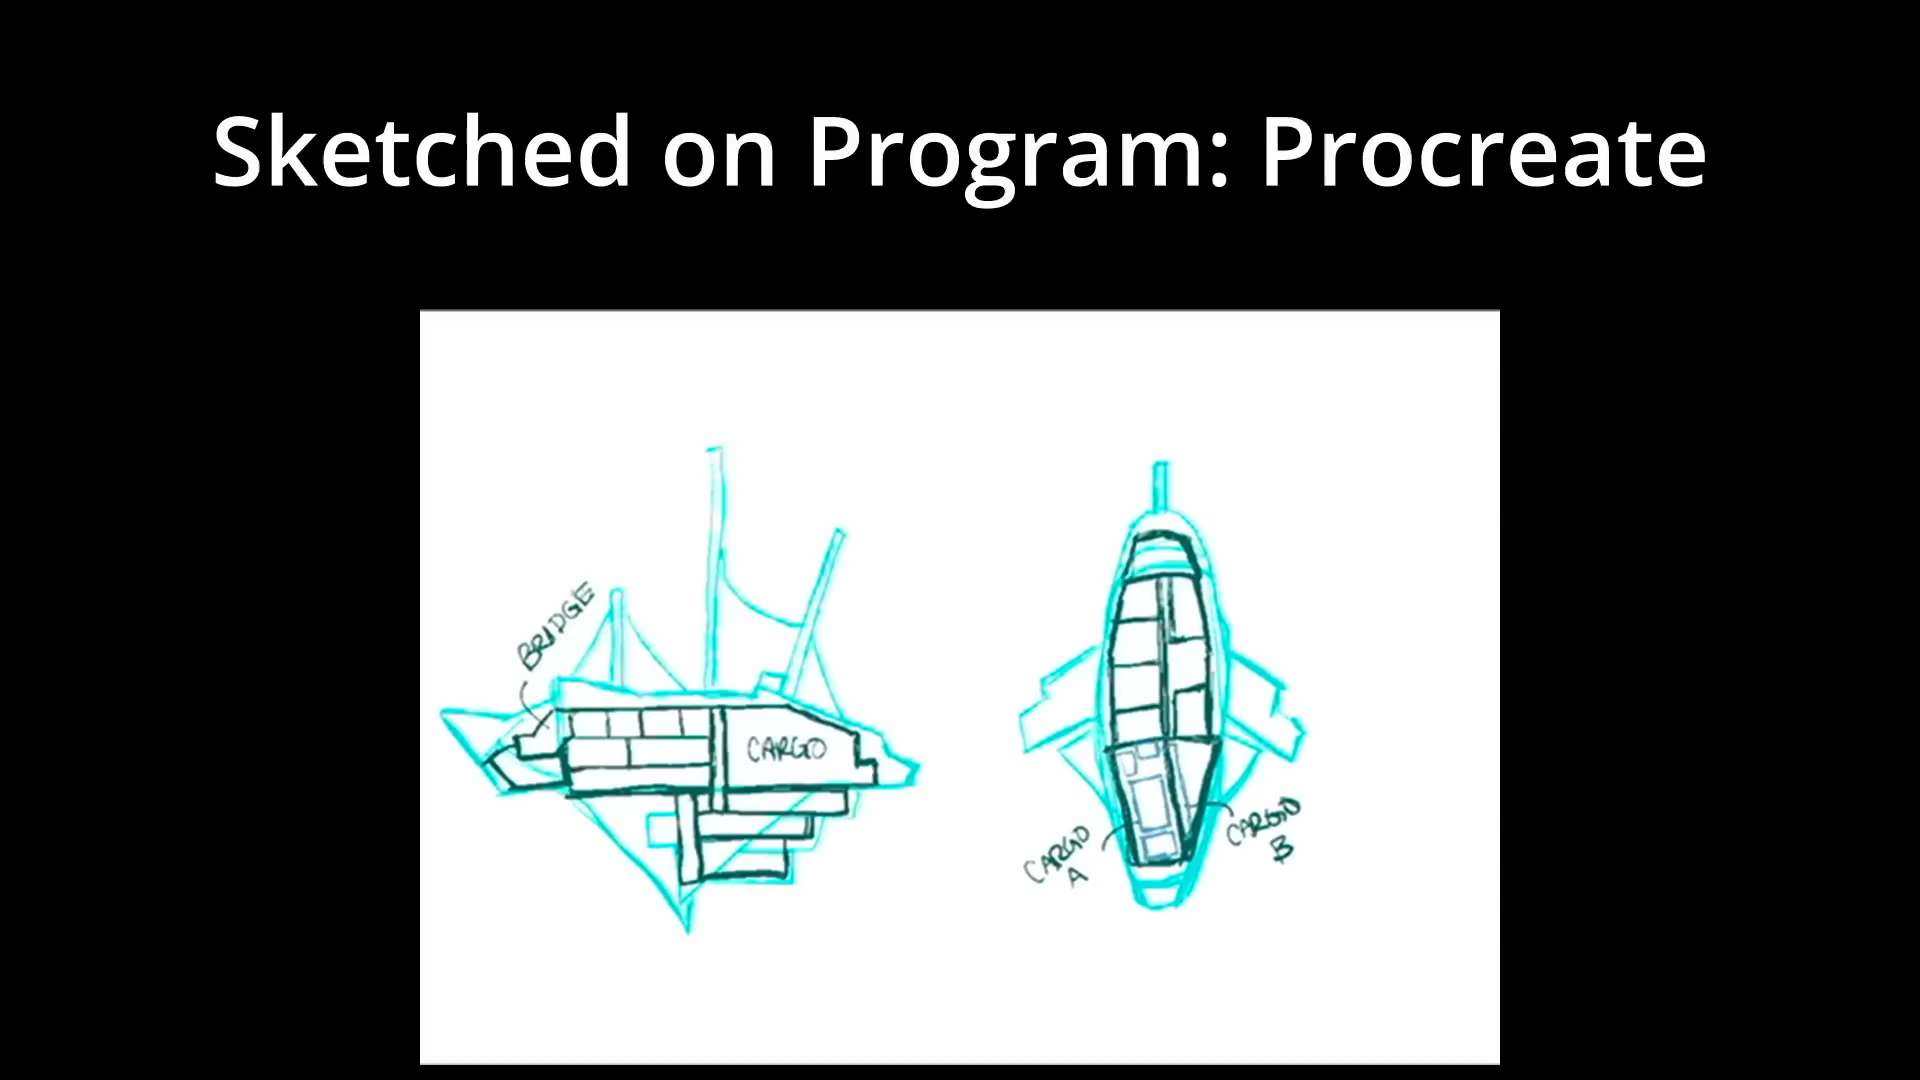 Sketched on Program: Procreate
BRIDGE
CARGO
CARGO
A
CARGO
B